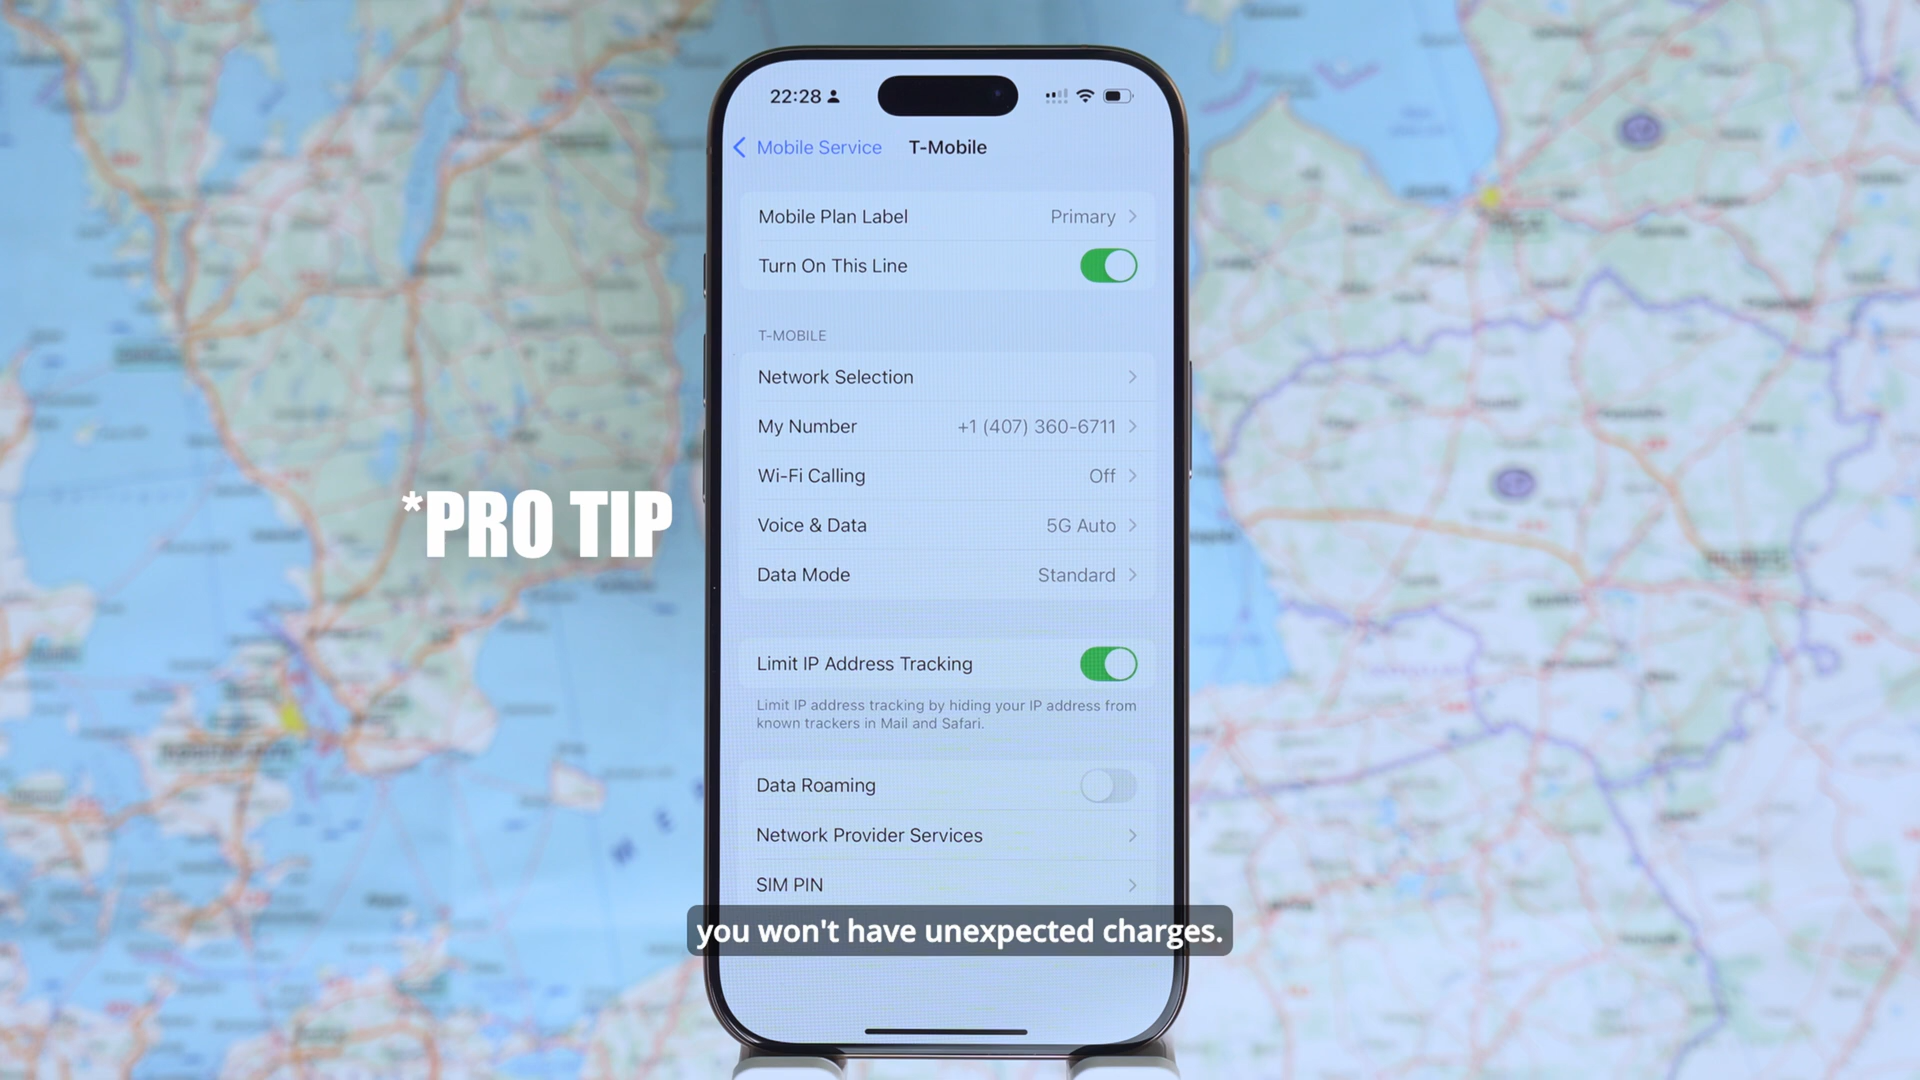 22:28
Mobile Service
T-Mobile
Mobile Plan Label
Primary
Turn On This Line
T-MOBILE
Network Selection
My Number
+1 (407) 360-6711
Wi-Fi Calling
Off
Voice & Data
5G Auto
Data Mode
Standard
Limit IP Address Tracking
Limit IP address tracking by hiding your IP address from
known trackers in Mail and Safari.
Data Roaming
Network Provider Services
SIM PIN
*PRO TIP
you won't have unexpected charges.